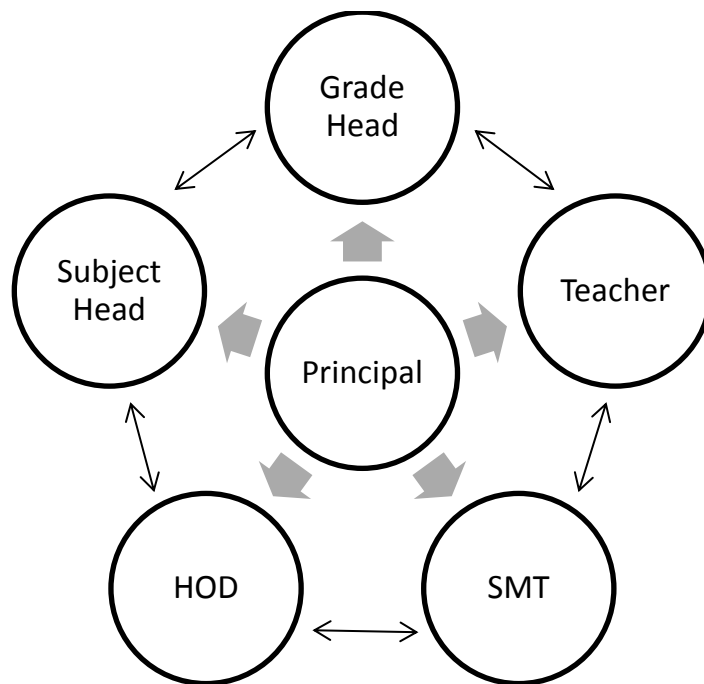 Grade
Head
Subject
Head
Teacher
Principal
HOD
SMT